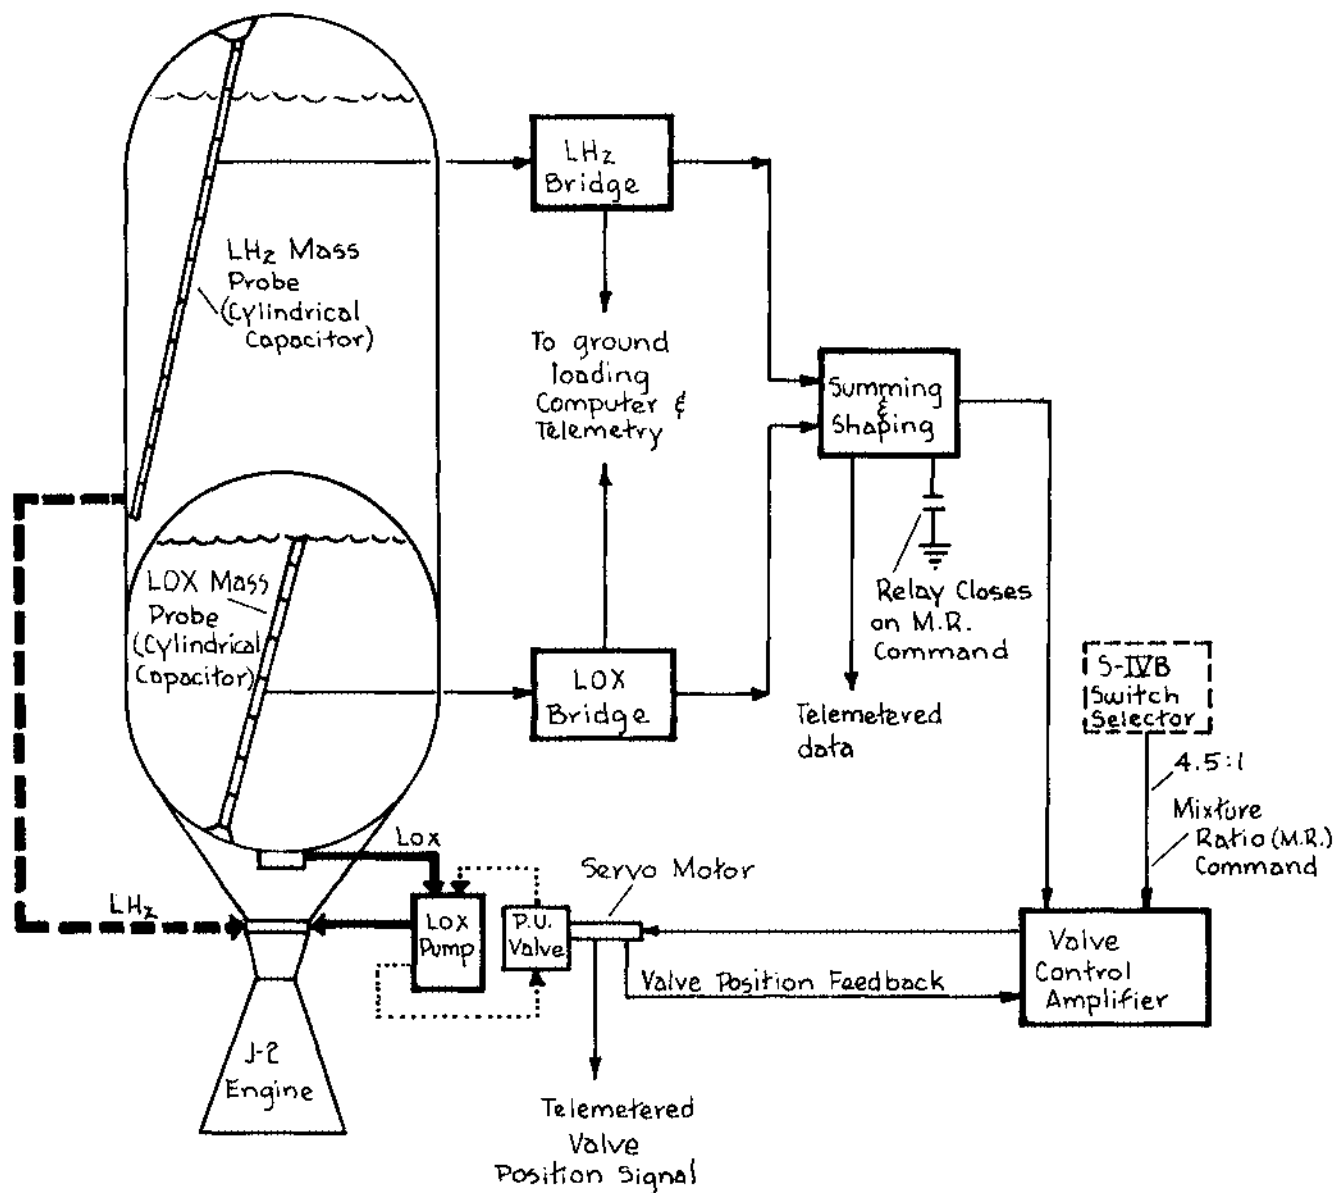 LH2
Bridge
LH2 Mass
Probe
(Cylindrical
Capacitor)
To ground
loading
Computer &
Telemetry
Summing
&
Shaping
Relay Closes
on M.R.
Command
LOX Mass
Probe
(Cylindrical
Capacitor)
LOX
Bridge
Telemetered
data
S-IVB
Switch
Selector
4.5:1
Mixture
Ratio (M.R.)
Command
LOX
Servo Motor
LH2
LOX
Pump
P.U.
Valve
Valve Position Feedback
Valve
Control
Amplifier
J-2
Engine
Telemetered
Valve
Position Signal